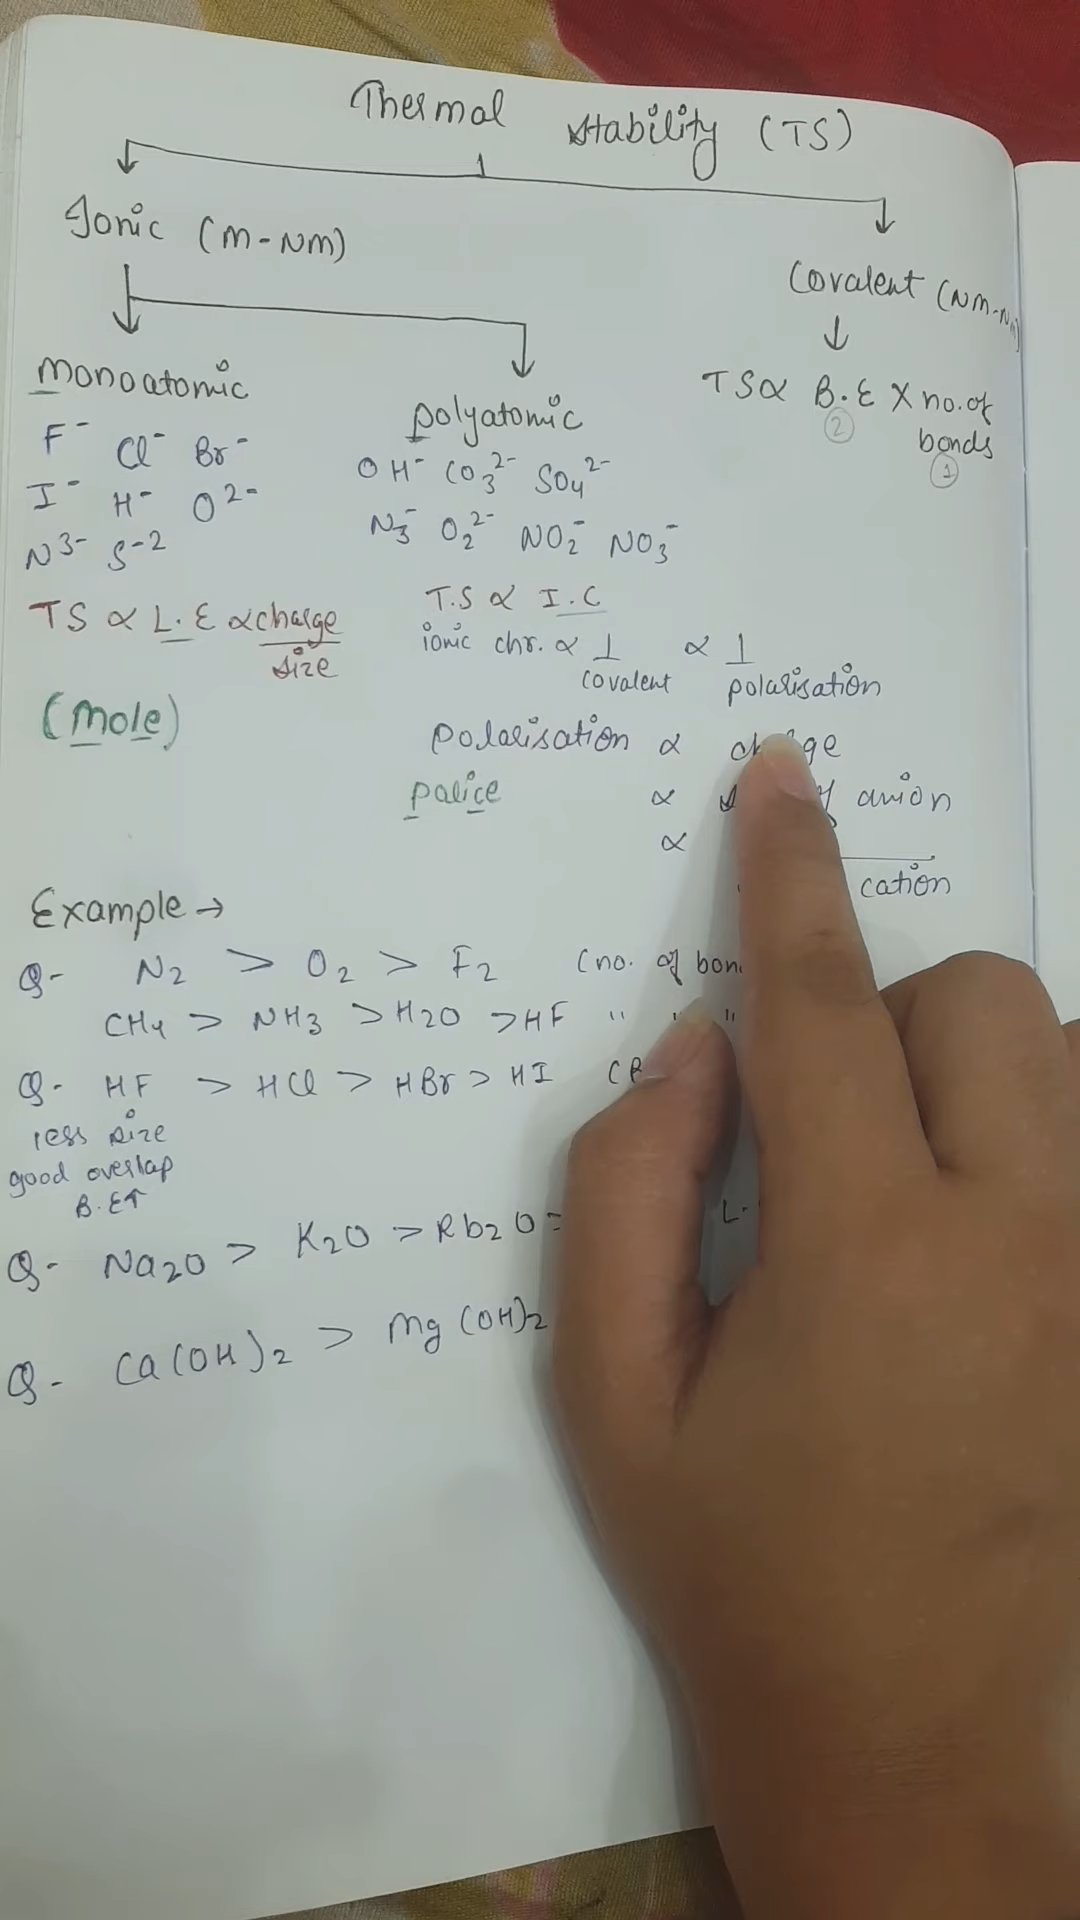 Thermal stability (TS)
Ionic (M-NM)
Covalent (NM-N
Monoatomic
F⁻ Cl⁻ Br⁻
I⁻ H⁻ O²⁻
N³⁻ S⁻²
TS ∝ L.E ∝ charge
size
(Mole)
Polyatomic
OH⁻ CO₃²⁻ SO₄²⁻
N₃⁻ O₂²⁻ NO₂⁻ NO₃⁻
T.S ∝ I.C
ionic chr. ∝ 1 ∝ 1
covalent polarisation
Polarisation ∝ charge
Palice ∝ anion
∝
cation
TS ∝ B.E × no. of
② bonds
①
Example →
Q- N₂ > O₂ > F₂ (no. of bon
CH₄ > NH₃ > H₂O > HF " " "
Q- HF > HCl > HBr > HI
less size
good overlap
B.E↑
Q- Na₂O > K₂O > Rb₂O L.
Q- Ca(OH)₂ > Mg(OH)₂